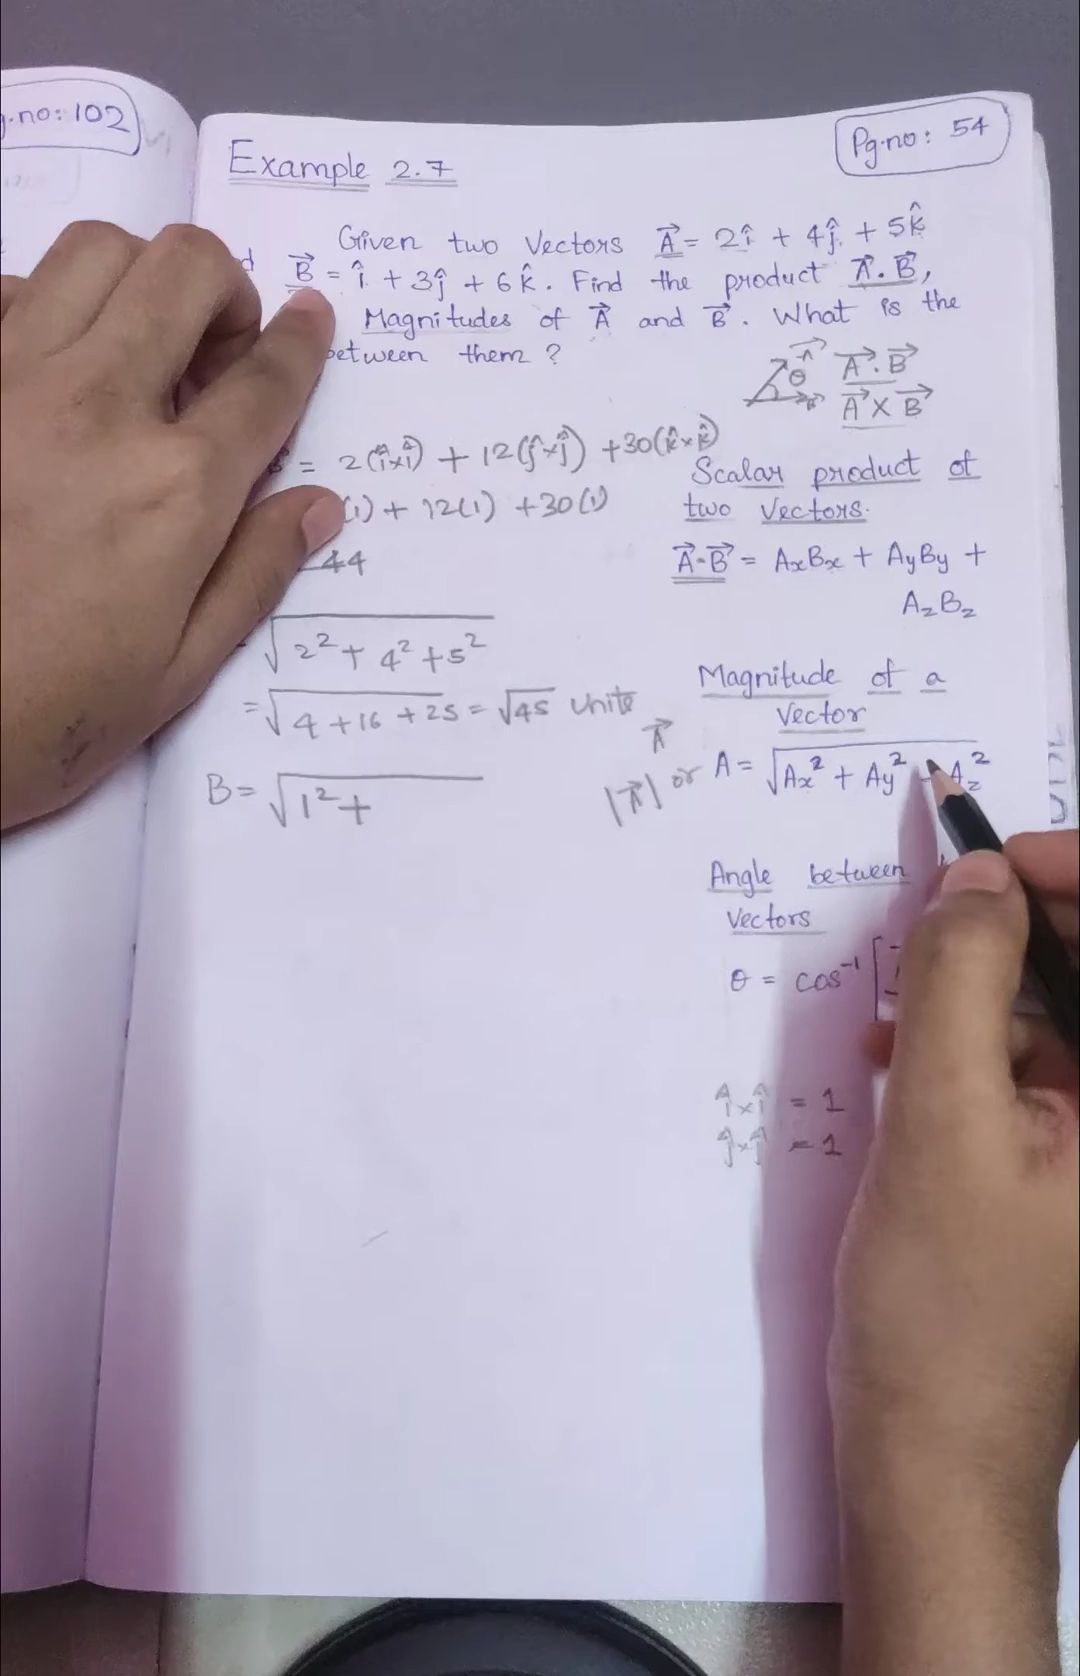 g.no: 102
Pg.no: 54
Example 2.7
Given two Vectors A⃗ = 2î + 4ĵ + 5k̂
d B⃗ = î + 3ĵ + 6k̂. Find the product A⃗.B⃗,
Magnitudes of A⃗ and B⃗. What is the
between them ?
A⃗ θ B⃗
A⃗.B⃗
A⃗×B⃗
= 2(î×î) + 12(ĵ×ĵ) +30(k̂×k̂)
(1) + 12(1) +30(1)
44
= √(2² + 4² +5²)
= √(4 +16 +25) = √45 units
B = √(1² +
Scalar product of
two Vectors.
A⃗.B⃗ = AxBx + AyBy +
AzBz
Magnitude of a
Vector
A⃗
|A⃗| or A = √(Ax² + Ay² + Az²)
Angle between
Vectors
θ = cos⁻¹ [
î×î = 1
ĵ×ĵ = 1